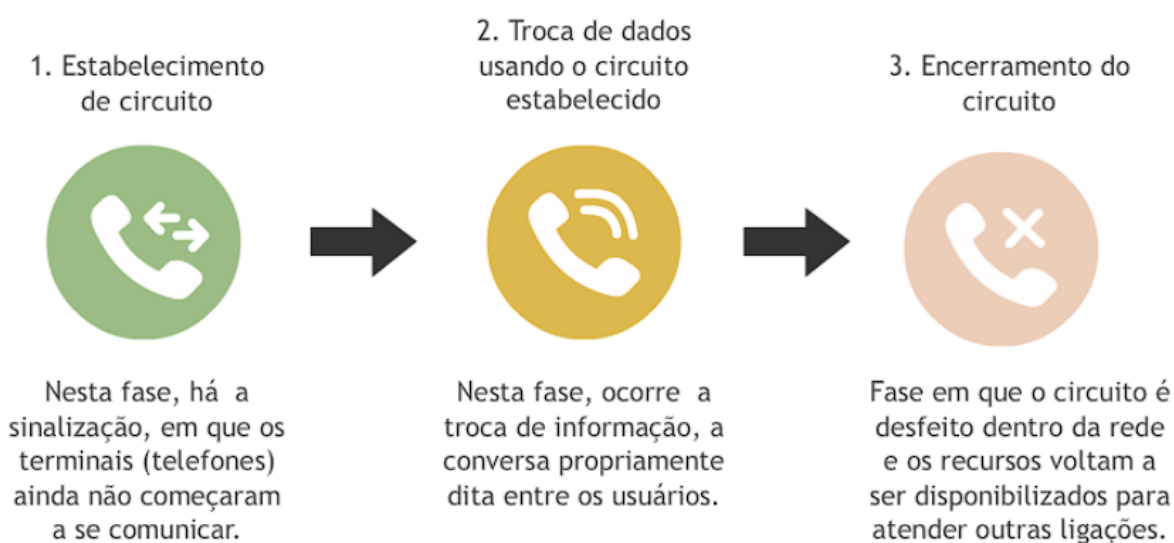 1. Estabelecimento
de circuito
Nesta fase, há a
sinalização, em que os
terminais (telefones)
ainda não começaram
a se comunicar.
2. Troca de dados
usando o circuito
estabelecido
Nesta fase, ocorre a
troca de informação, a
conversa propriamente
dita entre os usuários.
3. Encerramento do
circuito
Fase em que o circuito é
desfeito dentro da rede
e os recursos voltam a
ser disponibilizados para
atender outras ligações.